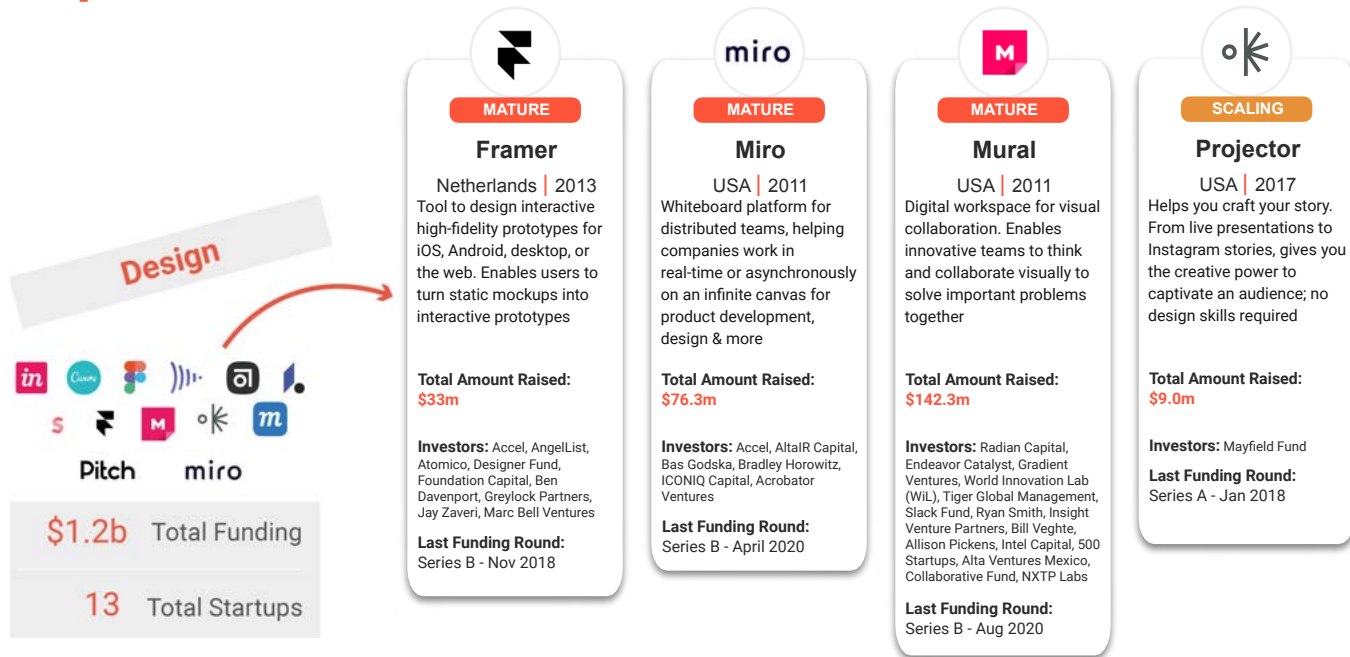 Design
in
Canva
S
M
m
Pitch
miro
$1.2b Total Funding
13 Total Startups
MATURE
Framer
Netherlands | 2013
Tool to design interactive
high-fidelity prototypes for
iOS, Android, desktop, or
the web. Enables users to
turn static mockups into
interactive prototypes
Total Amount Raised:
$33m
Investors: Accel, AngelList,
Atomico, Designer Fund,
Foundation Capital, Ben
Davenport, Greylock Partners,
Jay Zaveri, Marc Bell Ventures
Last Funding Round:
Series B - Nov 2018
miro
MATURE
Miro
USA | 2011
Whiteboard platform for
distributed teams, helping
companies work in
real-time or asynchronously
on an infinite canvas for
product development,
design & more
Total Amount Raised:
$76.3m
Investors: Accel, AltaIR Capital,
Bas Godska, Bradley Horowitz,
ICONIQ Capital, Acrobator
Ventures
Last Funding Round:
Series B - April 2020
M
MATURE
Mural
USA | 2011
Digital workspace for visual
collaboration. Enables
innovative teams to think
and collaborate visually to
solve important problems
together
Total Amount Raised:
$142.3m
Investors: Radian Capital,
Endeavor Catalyst, Gradient
Ventures, World Innovation Lab
(WiL), Tiger Global Management,
Slack Fund, Ryan Smith, Insight
Venture Partners, Bill Veghte,
Allison Pickens, Intel Capital, 500
Startups, Alta Ventures Mexico,
Collaborative Fund, NXTP Labs
Last Funding Round:
Series B - Aug 2020
SCALING
Projector
USA | 2017
Helps you craft your story.
From live presentations to
Instagram stories, gives you
the creative power to
captivate an audience; no
design skills required
Total Amount Raised:
$9.0m
Investors: Mayfield Fund
Last Funding Round:
Series A - Jan 2018